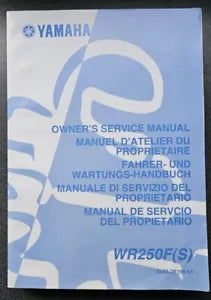 YAMAHA
OWNER'S SERVICE MANUAL
MANUEL D'ATELIER DU
PROPRIETAIRE
FAHRER- UND
WARTUNGS-HANDBUCH
MANUALE DI SERVIZIO DEL
PROPRIETARIO
MANUAL DE SERVCIO
DEL PROPIETARIO
WR250F(S)